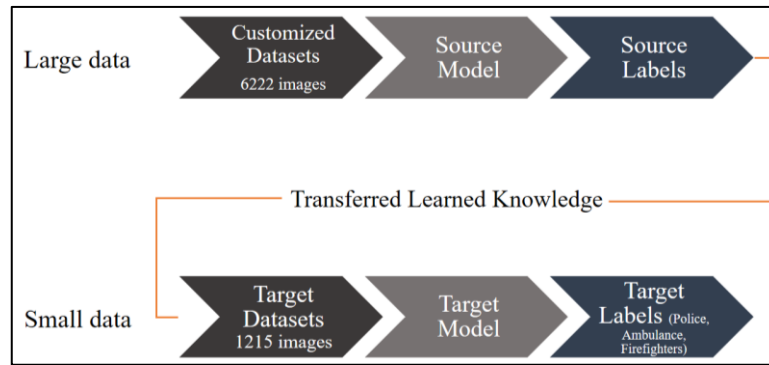 Large data
Customized
Datasets
6222 images
Source
Model
Source
Labels
Transferred Learned Knowledge
Small data
Target
Datasets
1215 images
Target
Model
Target
Labels (Police,
Ambulance,
Firefighters)